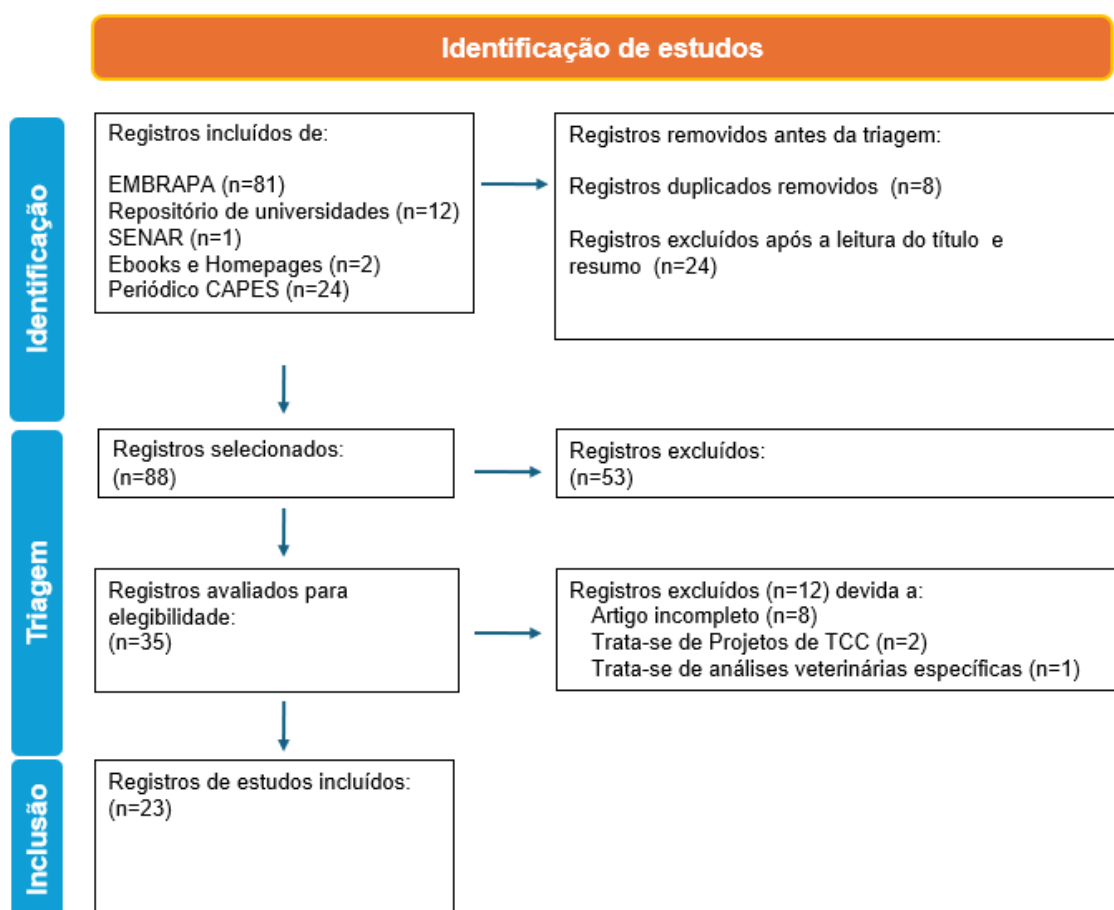 Identificação de estudos
Identificação
Registros incluídos de:
EMBRAPA (n=81)
Repositório de universidades (n=12)
SENAR (n=1)
Ebooks e Homepages (n=2)
Periódico CAPES (n=24)
Registros removidos antes da triagem:
Registros duplicados removidos (n=8)
Registros excluídos após a leitura do título e
resumo (n=24)
Triagem
Registros selecionados:
(n=88)
Registros excluídos:
(n=53)
Registros avaliados para
elegibilidade:
(n=35)
Registros excluídos (n=12) devida a:
Artigo incompleto (n=8)
Trata-se de Projetos de TCC (n=2)
Trata-se de análises veterinárias específicas (n=1)
Inclusão
Registros de estudos incluídos:
(n=23)